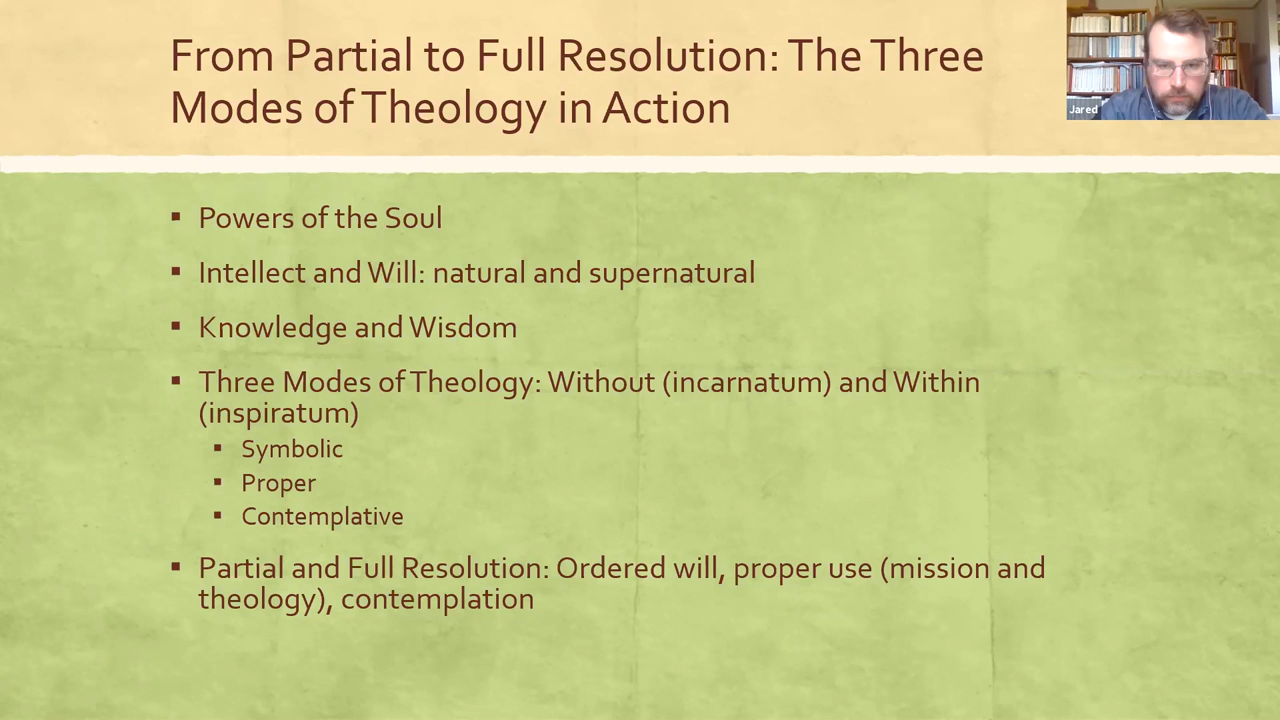 From Partial to Full Resolution: The Three
Modes of Theology in Action
Jared
▪ Powers of the Soul
▪ Intellect and Will: natural and supernatural
▪ Knowledge and Wisdom
▪ Three Modes of Theology: Without (incarnatum) and Within
(inspiratum)
▪ Symbolic
▪ Proper
▪ Contemplative
▪ Partial and Full Resolution: Ordered will, proper use (mission and
theology), contemplation